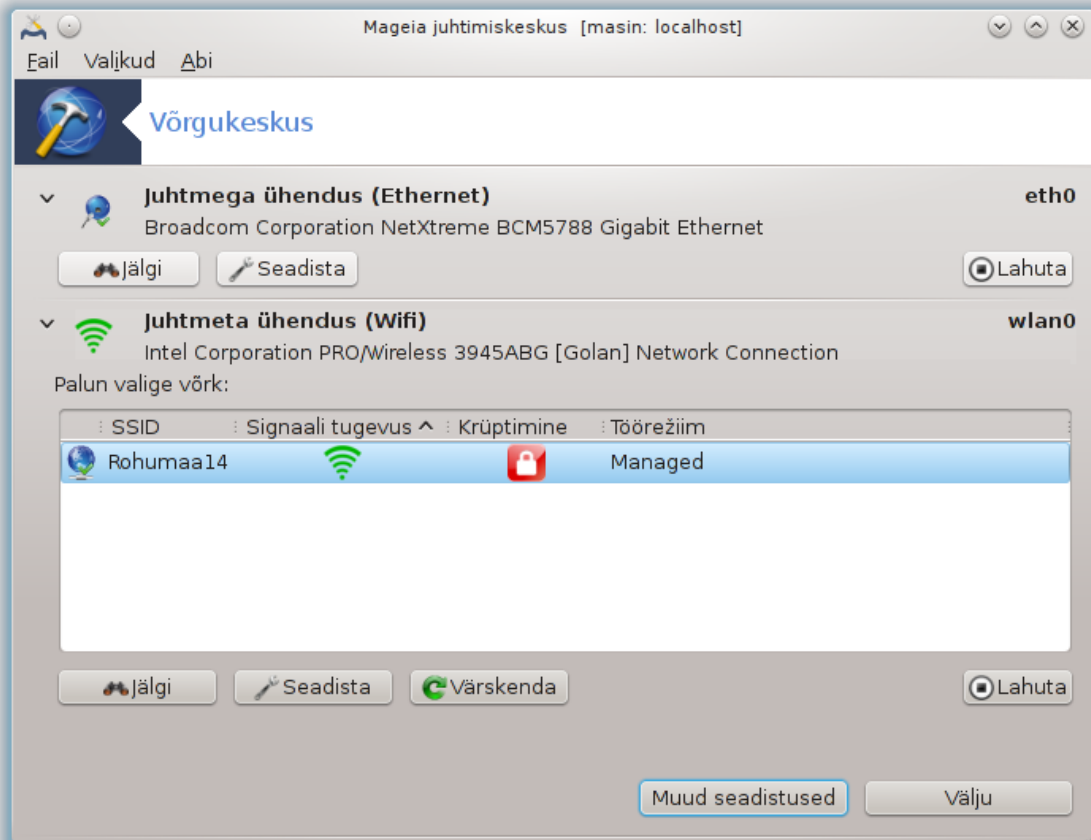 Mageia juhtimiskeskus [masin: localhost]
Fail Valikud Abi
Võrgukeskus
Juhtmega ühendus (Ethernet) eth0
Broadcom Corporation NetXtreme BCM5788 Gigabit Ethernet
Jälgi Seadista Lahuta
Juhtmeta ühendus (Wifi) wlan0
Intel Corporation PRO/Wireless 3945ABG [Golan] Network Connection
Palun valige võrk:
SSID Signaali tugevus Krüptimine Töörežiim
Rohumaa14 Managed
Jälgi Seadista Värskenda Lahuta
Muud seadistused Välju